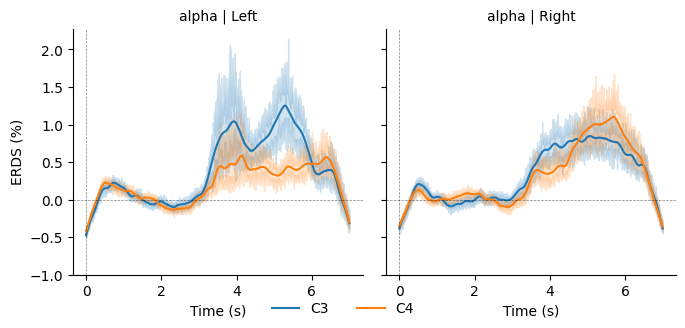 alpha | Left
alpha | Right
ERDS (%)
2.0
1.5
1.0
0.5
0.0
−0.5
−1.0
0 2 4 6
0 2 4 6
Time (s)
Time (s)
C3 C4